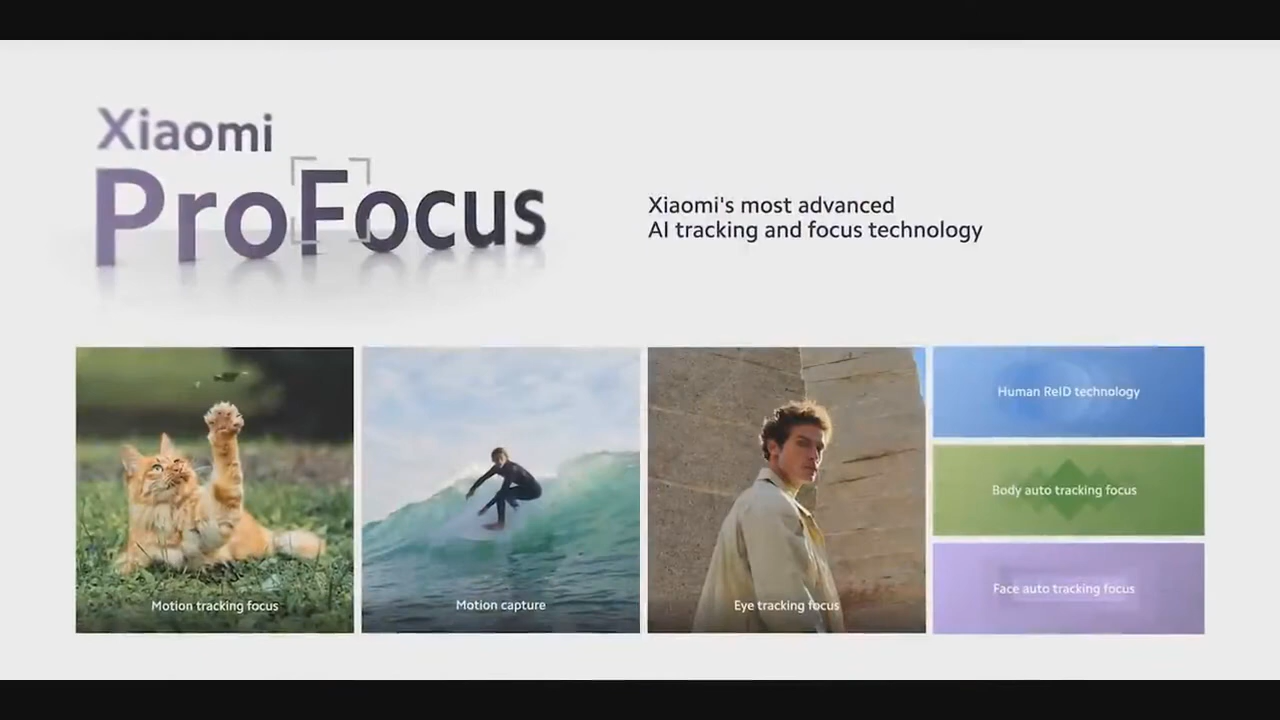 Xiaomi
ProFocus
Xiaomi's most advanced
AI tracking and focus technology
Motion tracking focus
Motion capture
Eye tracking focus
Human ReID technology
Body auto tracking focus
Face auto tracking focus